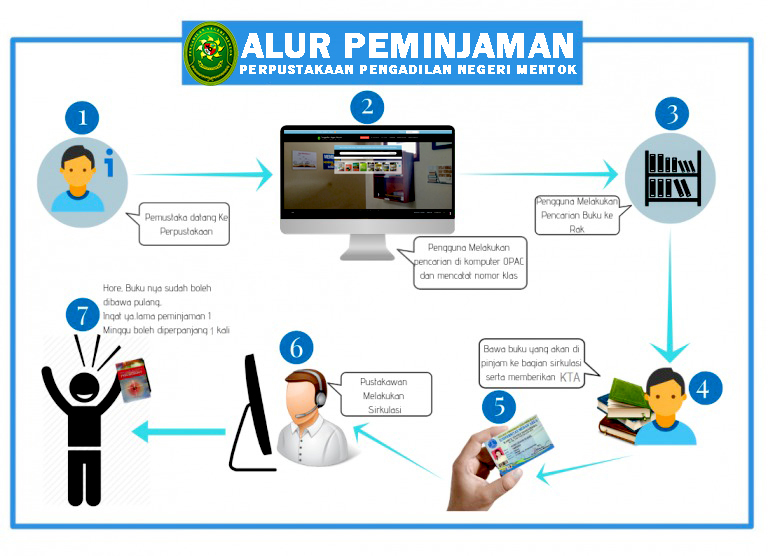 ALUR PEMINJAMAN
PERPUSTAKAAN PENGADILAN NEGERI MENTOK
1
Pemustaka datang Ke
Perpustakaan
2
Pengguna Melakukan
pencarian di komputer OPAC
dan mencatat nomor klas
3
Pengguna Melakukan
Pencarian Buku ke
Rak
4
Bawa buku yang akan di
pinjam ke bagian sirkulasi
serta memberikan KTA
5
6
Pustakawan
Melakukan
Sirkulasi
7
Hore, Buku nya sudah boleh
dibawa pulang,
Ingat ya..lama peminjaman 1
Minggu boleh diperpanjang 1 kali